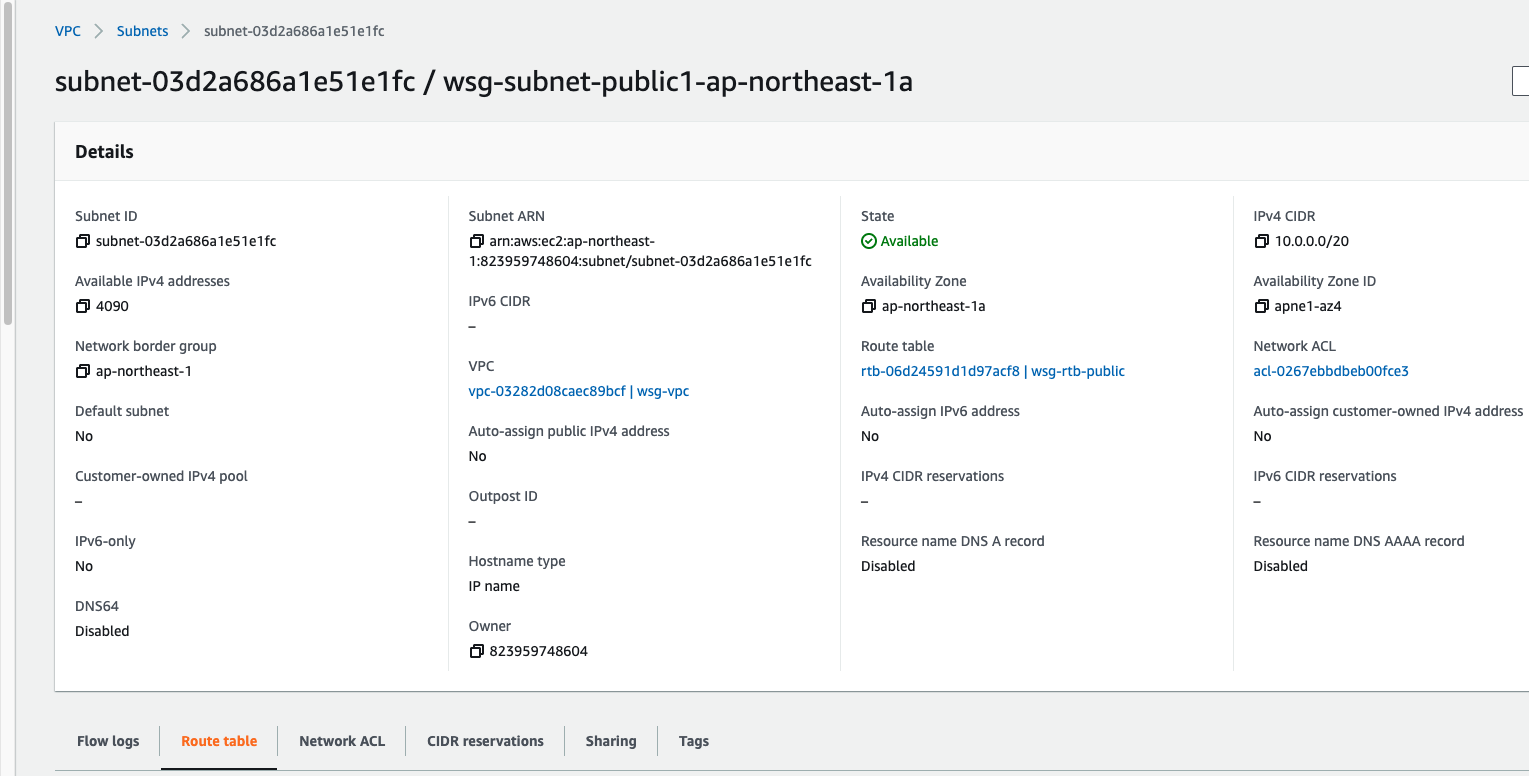 VPC > Subnets > subnet-03d2a686a1e51e1fc
subnet-03d2a686a1e51e1fc / wsg-subnet-public1-ap-northeast-1a
Details
Subnet ID
subnet-03d2a686a1e51e1fc
Available IPv4 addresses
4090
Network border group
ap-northeast-1
Default subnet
No
Customer-owned IPv4 pool
–
IPv6-only
No
DNS64
Disabled
Subnet ARN
arn:aws:ec2:ap-northeast-
1:823959748604:subnet/subnet-03d2a686a1e51e1fc
IPv6 CIDR
–
VPC
vpc-03282d08caec89bcf | wsg-vpc
Auto-assign public IPv4 address
No
Outpost ID
–
Hostname type
IP name
Owner
823959748604
State
Available
Availability Zone
ap-northeast-1a
Route table
rtb-06d24591d1d97acf8 | wsg-rtb-public
Auto-assign IPv6 address
No
IPv4 CIDR reservations
–
Resource name DNS A record
Disabled
IPv4 CIDR
10.0.0.0/20
Availability Zone ID
apne1-az4
Network ACL
acl-0267ebbdbeb00fce3
Auto-assign customer-owned IPv4 address
No
IPv6 CIDR reservations
–
Resource name DNS AAAA record
Disabled
Flow logs Route table Network ACL CIDR reservations Sharing Tags